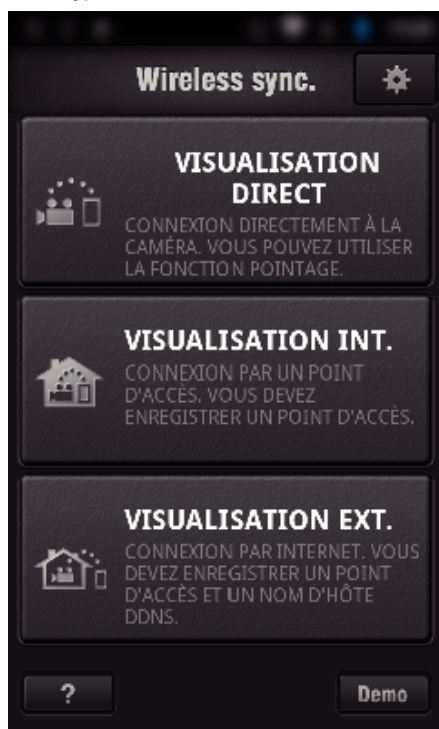 Wireless sync.
VISUALISATION
DIRECT
CONNEXION DIRECTEMENT À LA
CAMÉRA. VOUS POUVEZ UTILISER
LA FONCTION POINTAGE.
VISUALISATION INT.
CONNEXION PAR UN POINT
D'ACCÈS. VOUS DEVEZ
ENREGISTRER UN POINT D'ACCÈS.
VISUALISATION EXT.
CONNEXION PAR INTERNET. VOUS
DEVEZ ENREGISTRER UN POINT
D'ACCÈS ET UN NOM D'HÔTE
DDNS.
?
Demo